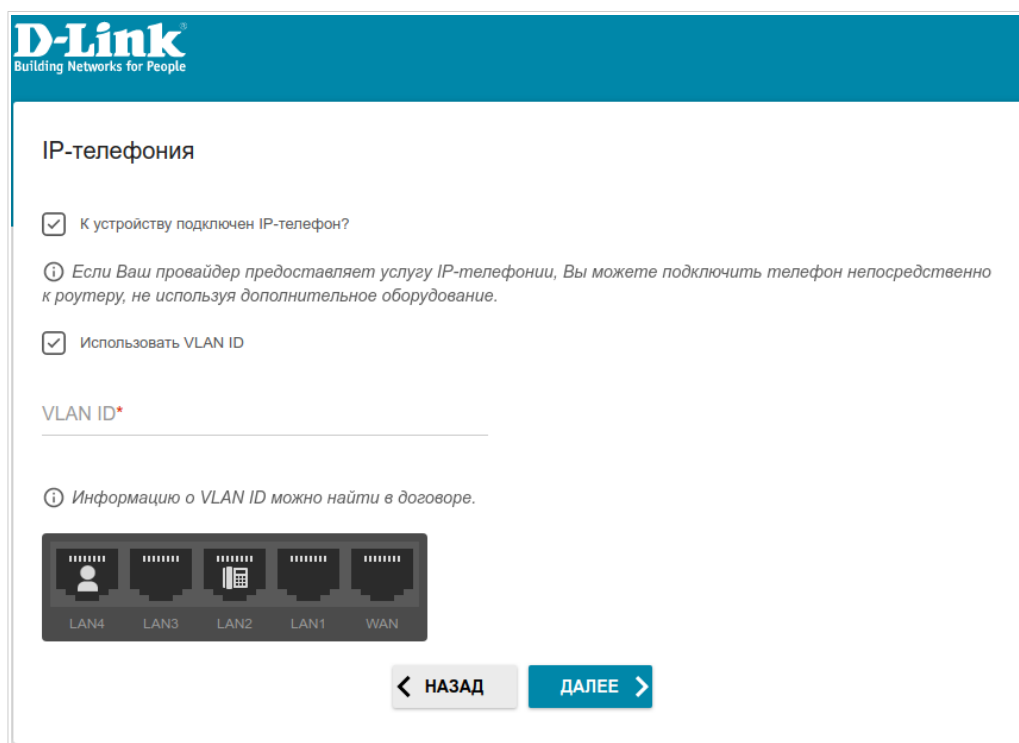 D-Link®
Building Networks for People
IP-телефония
К устройству подключен IP-телефон?
Если Ваш провайдер предоставляет услугу IP-телефонии, Вы можете подключить телефон непосредственно
к роутеру, не используя дополнительное оборудование.
Использовать VLAN ID
VLAN ID*
Информацию о VLAN ID можно найти в договоре.
LAN4 LAN3 LAN2 LAN1 WAN
НАЗАД ДАЛЕЕ